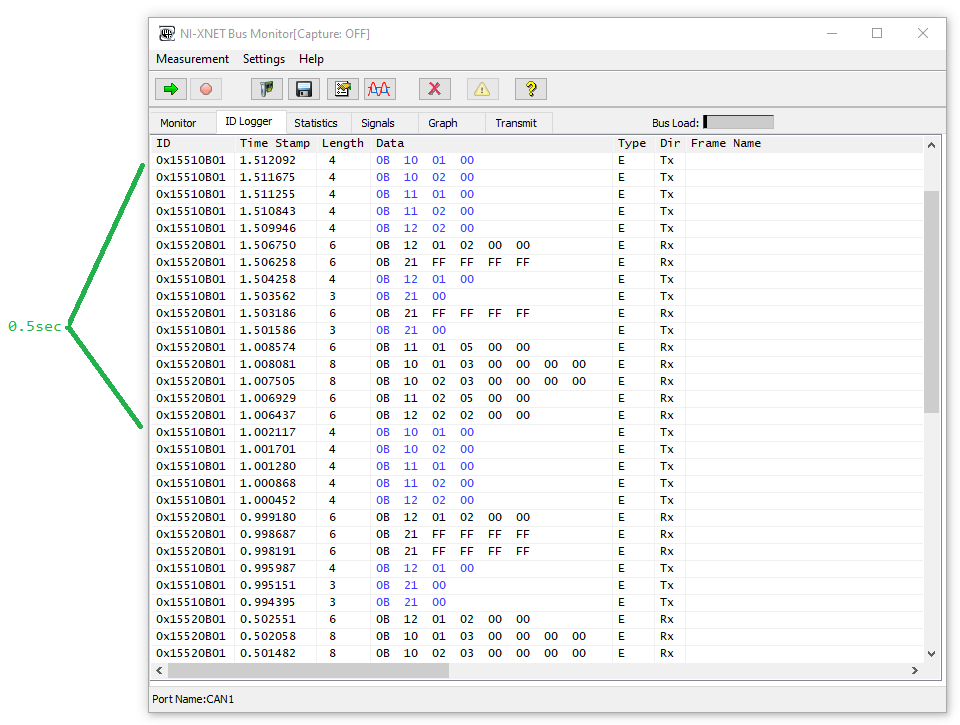 NI-XNET Bus Monitor[Capture: OFF]
Measurement Settings Help
Monitor ID Logger Statistics Signals Graph Transmit Bus Load:
ID Time Stamp Length Data Type Dir Frame Name
0x15510B01 1.512092 4 0B 10 01 00 E Tx
0x15510B01 1.511675 4 0B 10 02 00 E Tx
0x15510B01 1.511255 4 0B 11 01 00 E Tx
0x15510B01 1.510843 4 0B 11 02 00 E Tx
0x15510B01 1.509946 4 0B 12 02 00 E Tx
0x15520B01 1.506750 6 0B 12 01 02 00 00 E Rx
0x15520B01 1.506258 6 0B 21 FF FF FF FF E Rx
0x15510B01 1.504258 4 0B 12 01 00 E Tx
0x15510B01 1.503562 3 0B 21 00 E Tx
0x15520B01 1.503186 6 0B 21 FF FF FF FF E Rx
0.5sec
0x15510B01 1.501586 3 0B 21 00 E Tx
0x15520B01 1.008574 6 0B 11 01 05 00 00 E Rx
0x15520B01 1.008081 8 0B 10 01 03 00 00 00 00 E Rx
0x15520B01 1.007505 8 0B 10 02 03 00 00 00 00 E Rx
0x15520B01 1.006929 6 0B 11 02 05 00 00 E Rx
0x15520B01 1.006437 6 0B 12 02 02 00 00 E Rx
0x15510B01 1.002117 4 0B 10 01 00 E Tx
0x15510B01 1.001701 4 0B 10 02 00 E Tx
0x15510B01 1.001280 4 0B 11 01 00 E Tx
0x15510B01 1.000868 4 0B 11 02 00 E Tx
0x15510B01 1.000452 4 0B 12 02 00 E Tx
0x15520B01 0.999180 6 0B 12 01 02 00 00 E Rx
0x15520B01 0.998687 6 0B 21 FF FF FF FF E Rx
0x15520B01 0.998191 6 0B 21 FF FF FF FF E Rx
0x15510B01 0.995987 4 0B 12 01 00 E Tx
0x15510B01 0.995151 3 0B 21 00 E Tx
0x15510B01 0.994395 3 0B 21 00 E Tx
0x15520B01 0.502551 6 0B 12 01 02 00 00 E Rx
0x15520B01 0.502058 8 0B 10 01 03 00 00 00 00 E Rx
0x15520B01 0.501482 8 0B 10 02 03 00 00 00 00 E Rx
Port Name:CAN1